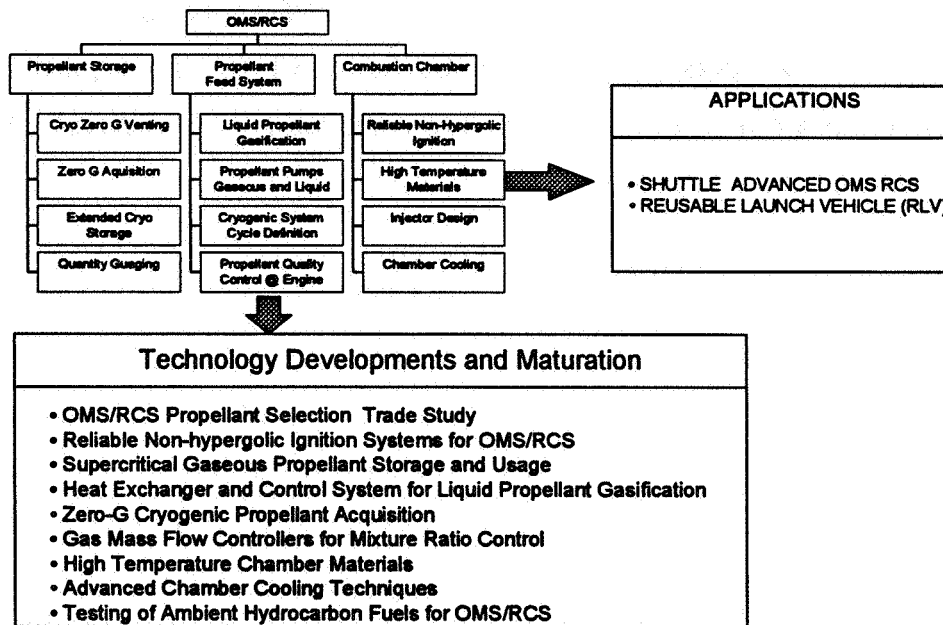 OMS/RCS
Propellant Storage
Propellant
Feed System
Combustion Chamber
Cryo Zero G Venting
Zero G Aquisition
Extended Cryo
Storage
Quantity Guaging
Liquid Propellant
Gasification
Propellant Pumps
Gaseous and Liquid
Cryogenic System
Cycle Definition
Propellant Quality
Control @ Engine
Reliable Non-Hypergolic
Ignition
High Temperature
Materials
Injector Design
Chamber Cooling
APPLICATIONS
• SHUTTLE ADVANCED OMS RCS
• REUSABLE LAUNCH VEHICLE (RLV)
Technology Developments and Maturation
• OMS/RCS Propellant Selection Trade Study
• Reliable Non-hypergolic Ignition Systems for OMS/RCS
• Supercritical Gaseous Propellant Storage and Usage
• Heat Exchanger and Control System for Liquid Propellant Gasification
• Zero-G Cryogenic Propellant Acquisition
• Gas Mass Flow Controllers for Mixture Ratio Control
• High Temperature Chamber Materials
• Advanced Chamber Cooling Techniques
• Testing of Ambient Hydrocarbon Fuels for OMS/RCS